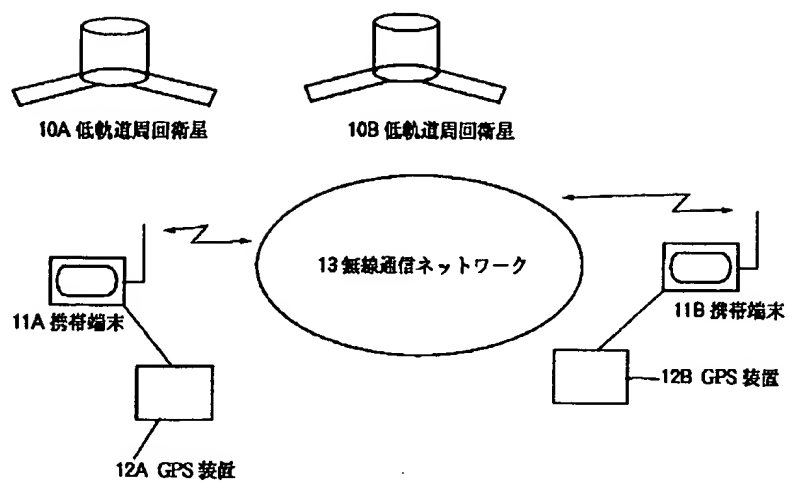 10A 低軌道周回衛星
10B 低軌道周回衛星
13 無線通信ネットワーク
11A 携帯端末
11B 携帯端末
12B GPS 装置
12A GPS 装置